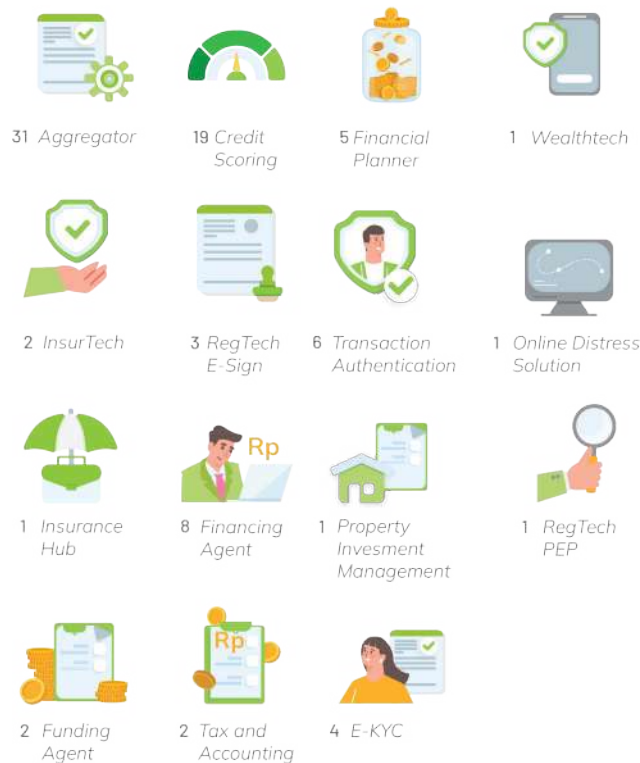 31 Aggregator
19 Credit
Scoring
5 Financial
Planner
1 Wealthtech
2 InsurTech
3 RegTech
E-Sign
6 Transaction
Authentication
1 Online Distress
Solution
Rp
1 Insurance
Hub
8 Financing
Agent
1 Property
Invesment
Management
1 RegTech
PEP
Rp
2 Funding
Agent
2 Tax and
Accounting
4 E-KYC